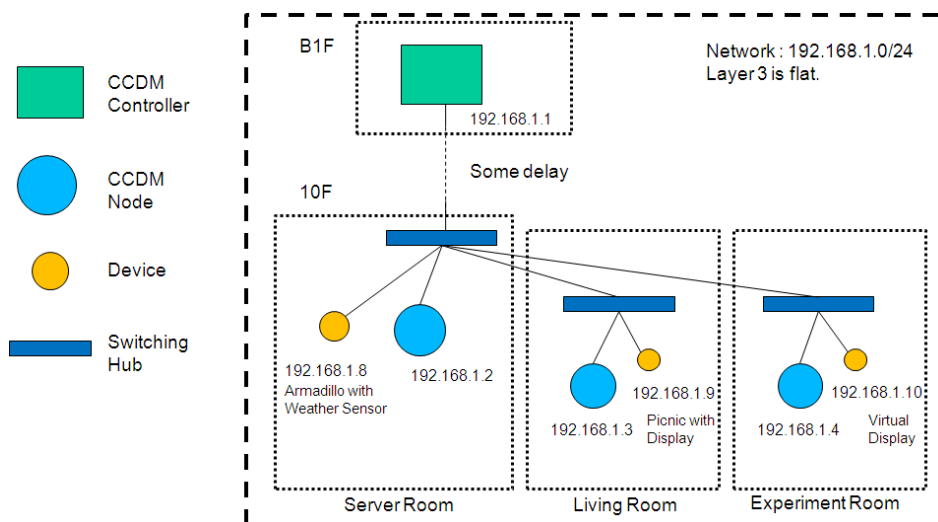 CCDM
Controller
CCDM
Node
Device
Switching
Hub
B1F
192.168.1.1
Network : 192.168.1.0/24
Layer 3 is flat.
Some delay
10F
192.168.1.8
Armadillo with
Weather Sensor
192.168.1.2
192.168.1.3
192.168.1.9
Picnic with
Display
192.168.1.4
192.168.1.10
Virtual
Display
Server Room
Living Room
Experiment Room